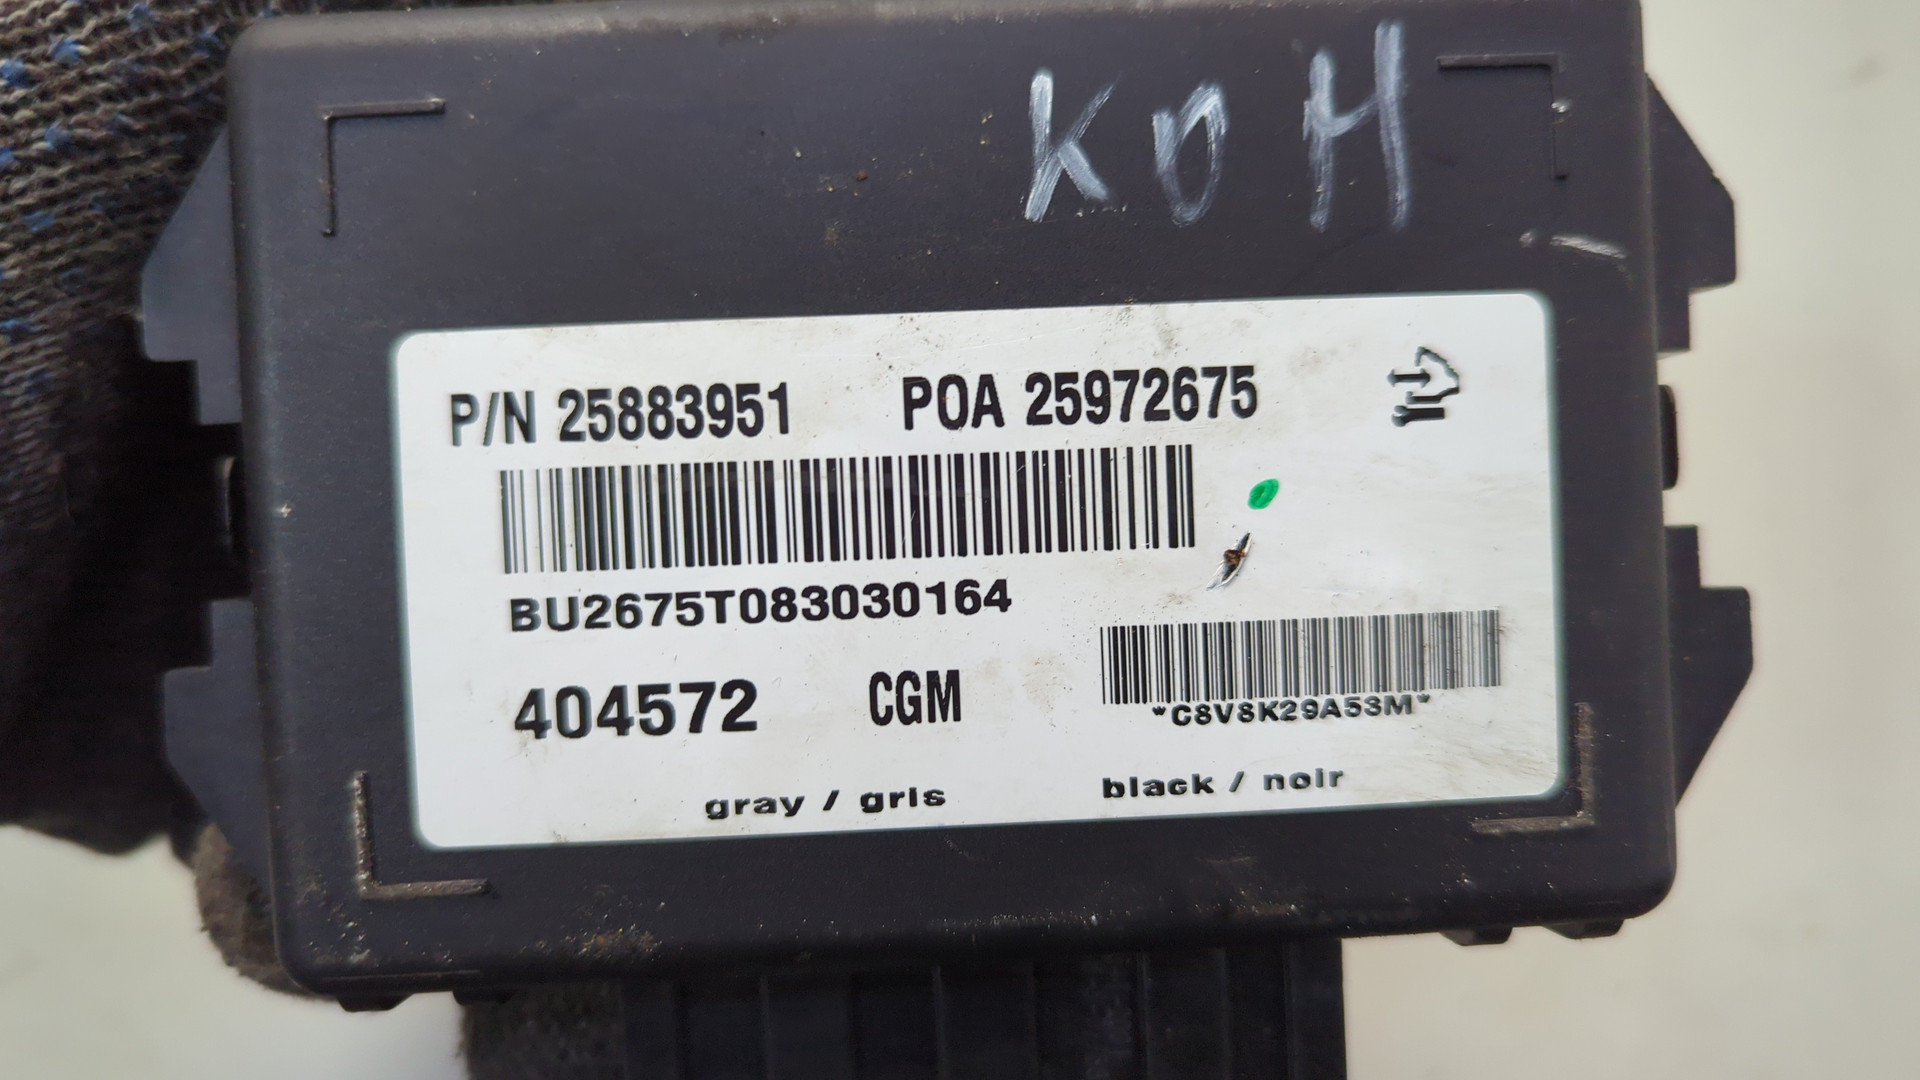 КОН
P/N 25883951 POA 25972675
BU2675T083030164
404572 CGM
*C8V8K29A53M*
gray / gris black / noir